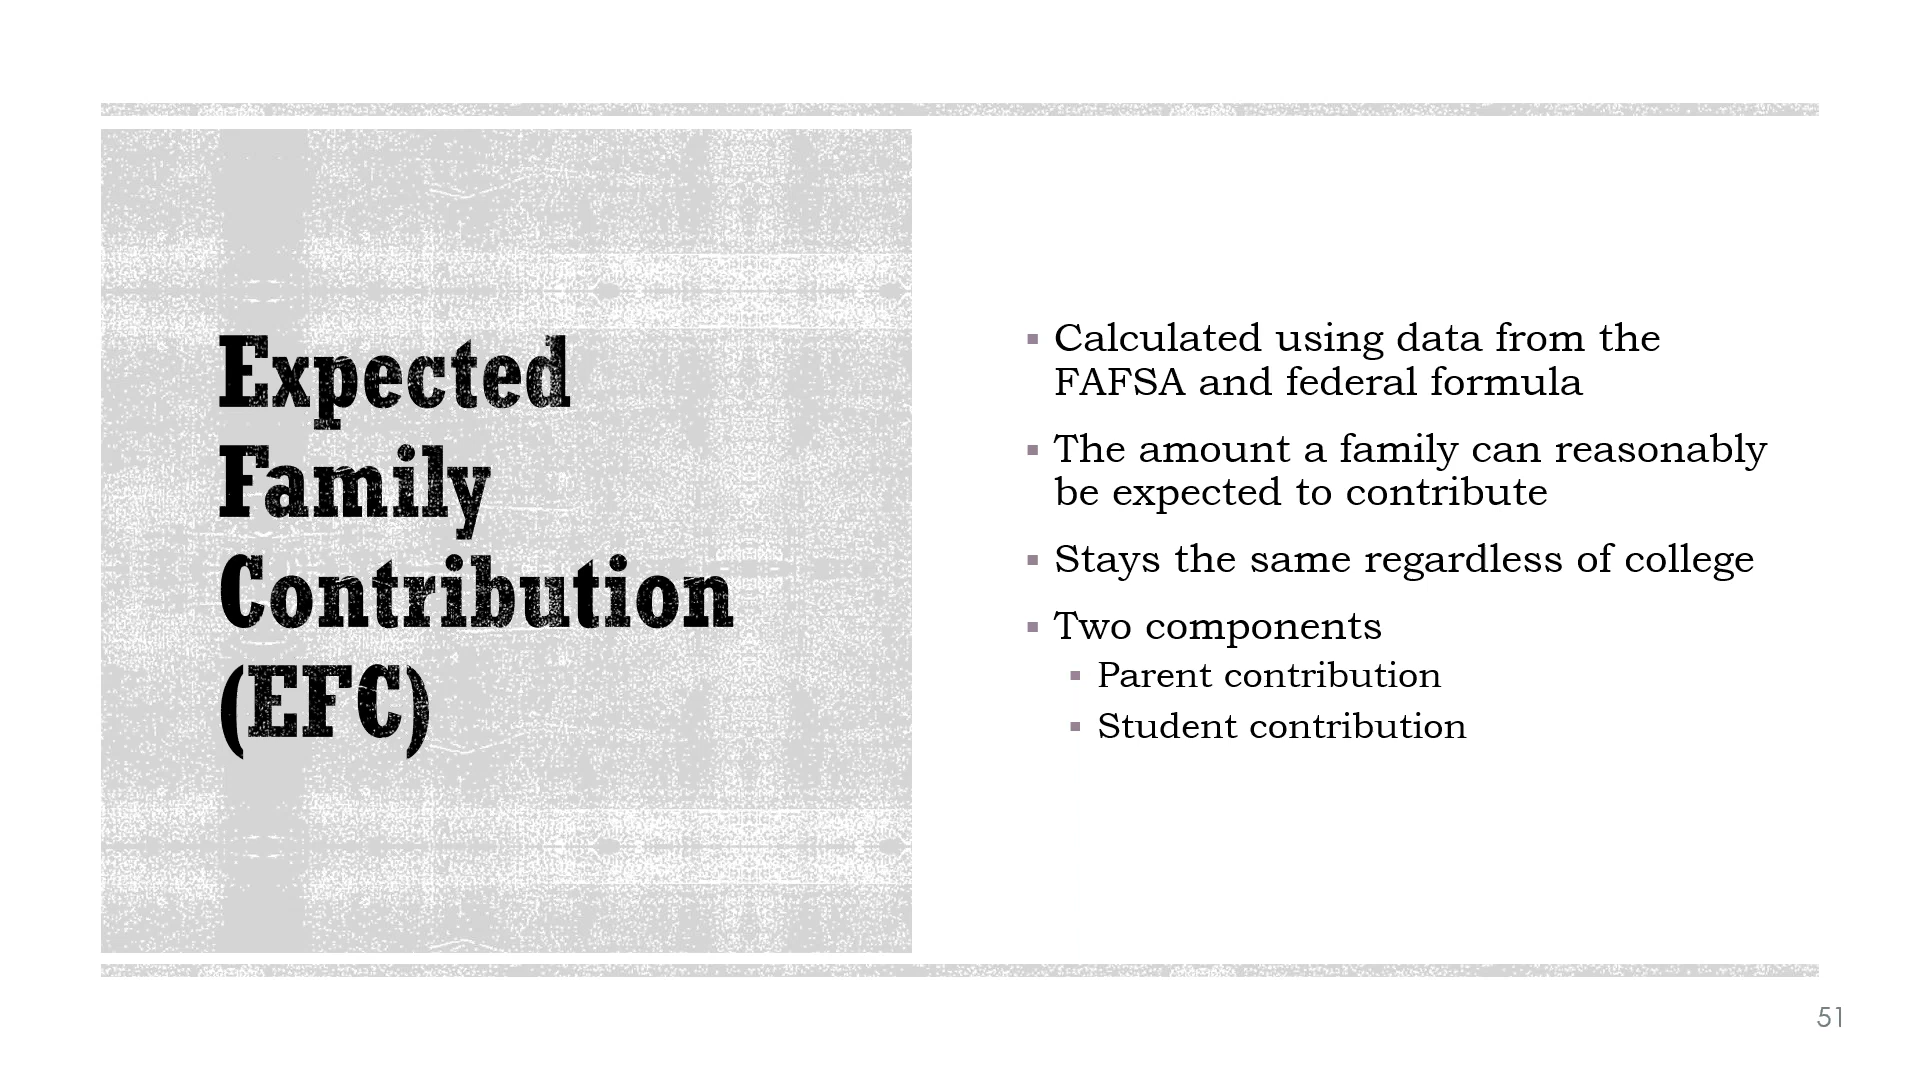 Expected
Family
Contribution
(EFC)
▪ Calculated using data from the
FAFSA and federal formula
▪ The amount a family can reasonably
be expected to contribute
▪ Stays the same regardless of college
▪ Two components
▪ Parent contribution
▪ Student contribution
51